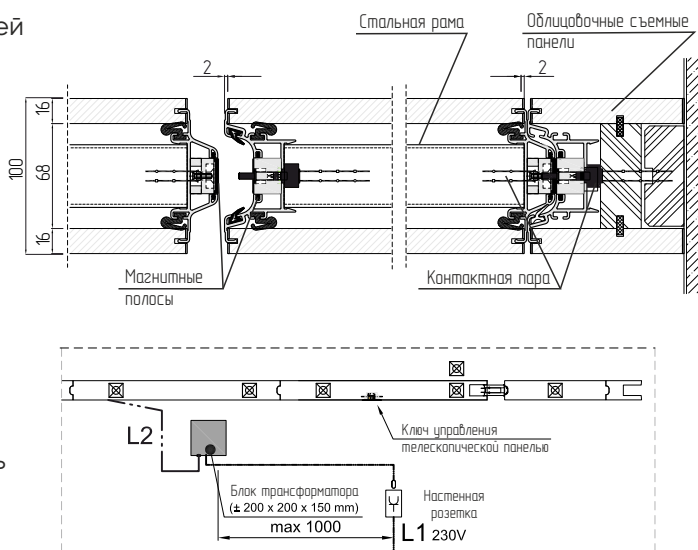 ей
Стальная рама
Облицовочные съемные
панели
2
2
16
100
68
16
Магнитные
полосы
Контактная пара
L2
Ключ управления
телескопической панелью
ь
Блок трансформатора
(± 200 x 200 x 150 mm)
Настенная
розетка
max 1000
L1 230V